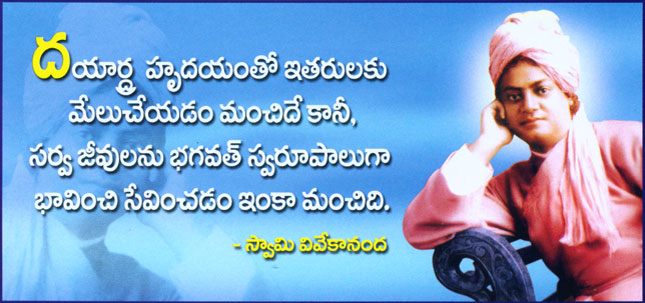 దయార్ద్ర హృదయంతో ఇతరులకు
మేలుచేయడం మంచిదే కానీ,
సర్వ జీవులను భగవత్ స్వరూపాలుగా
భావించి సేవించడం ఇంకా మంచిది.
- స్వామి వివేకానంద